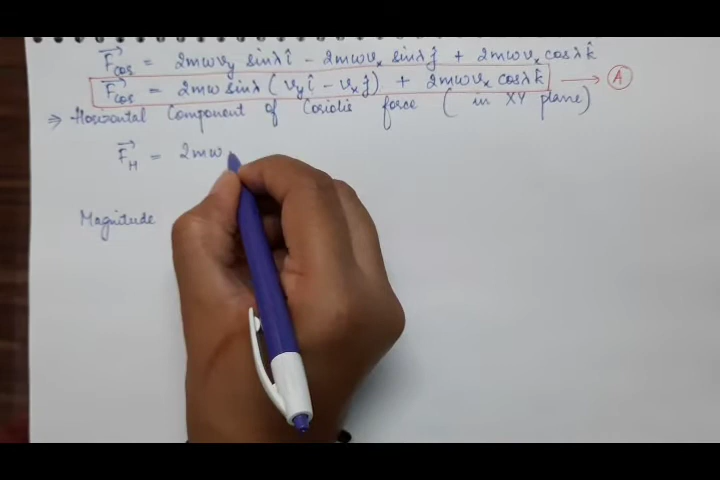 F⃗cos = 2mωvy sinλ î - 2mωvx sinλ ĵ + 2mωvx cosλ k̂
F⃗cos = 2mω sinλ (vy î - vx ĵ) + 2mωvx cosλ k̂ → A
⇒ Horizontal Component of Coriolis force (in XY plane)
F⃗H = 2mω
Magnitude